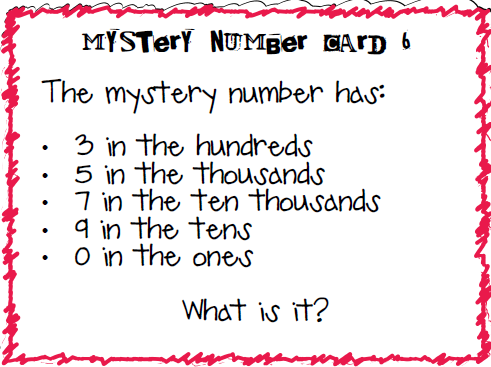 MYSTerY NUMBer CArD 6
The mystery number has:
• 3 in the hundreds
• 5 in the thousands
• 7 in the ten thousands
• 9 in the tens
• 0 in the ones
What is it?